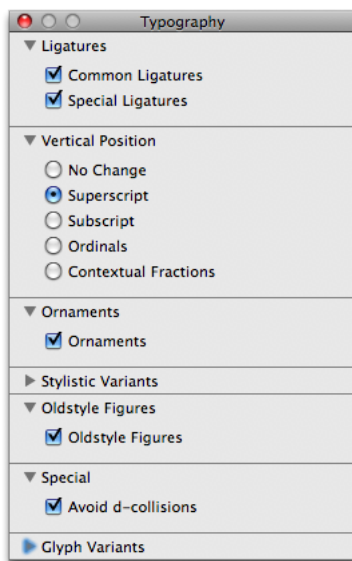 Typography
Ligatures
Common Ligatures
Special Ligatures
Vertical Position
No Change
Superscript
Subscript
Ordinals
Contextual Fractions
Ornaments
Ornaments
Stylistic Variants
Oldstyle Figures
Oldstyle Figures
Special
Avoid d-collisions
Glyph Variants